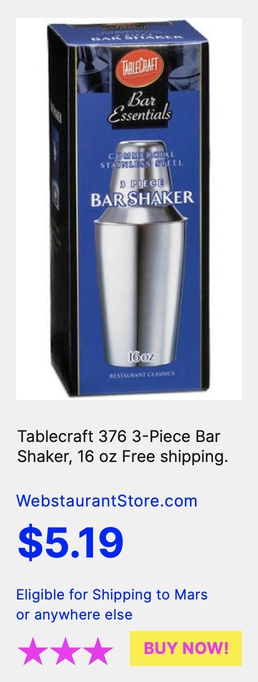 BAR SHAKER
TABLECRAFT
Bar
Essentials
COMMERCIAL
STAINLESS STEEL
3 PIECE
BAR SHAKER
16 oz
RESTAURANT CLASSICS
Tablecraft 376 3-Piece Bar
Shaker, 16 oz Free shipping.
WebstaurantStore.com
$5.19
Eligible for Shipping to Mars
or anywhere else
BUY NOW!